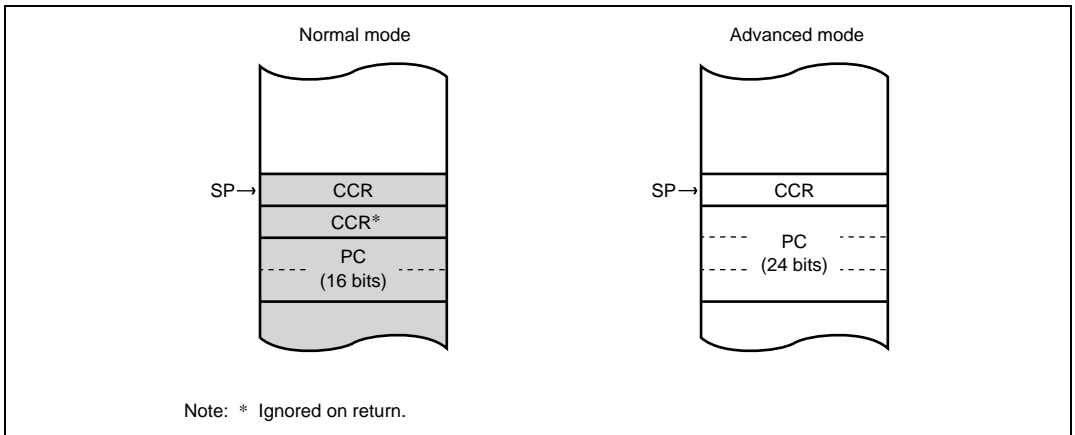 Normal mode
SP→
CCR
CCR*
PC
(16 bits)
Advanced mode
SP→
CCR
PC
(24 bits)
Note: * Ignored on return.